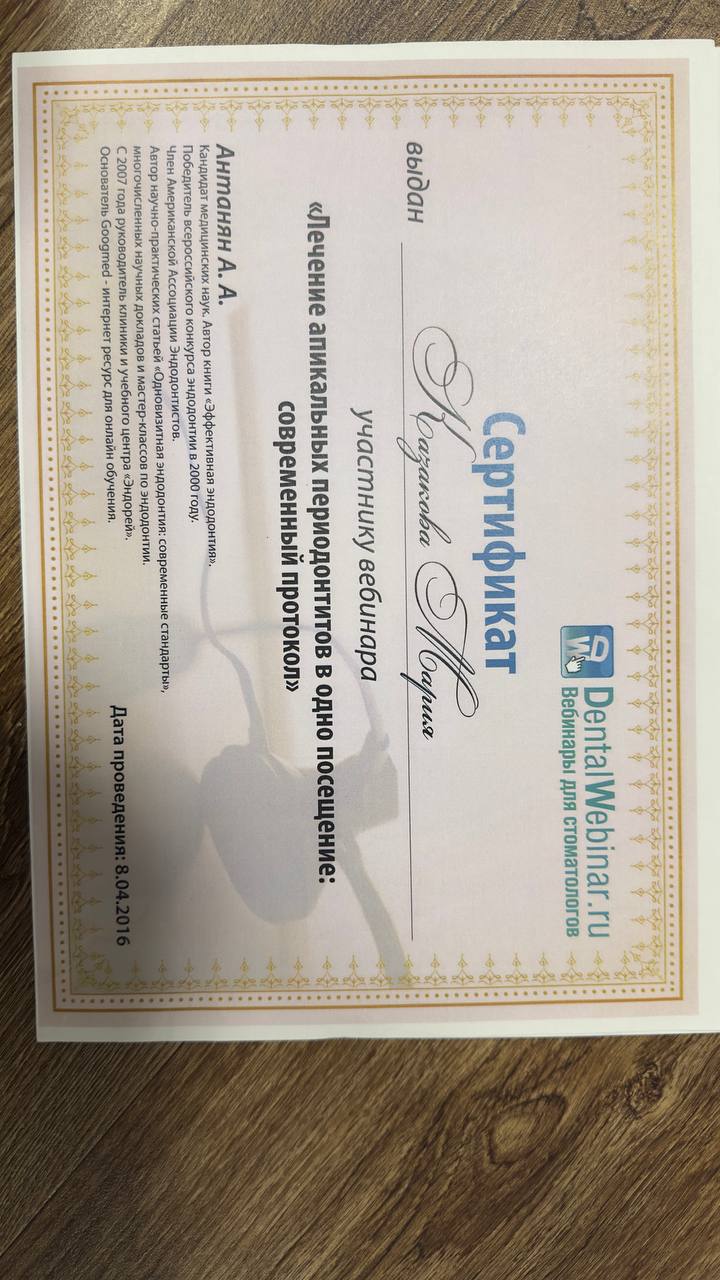 DentalWebinar.ru
Вебинары для стоматологов
Сертификат
выдан Казакова Мария
участнику вебинара
«Лечение апикальных периодонтитов в одно посещение:
современный протокол»
Антанян А. А.
Кандидат медицинских наук. Автор книги «Эффективная эндодонтия».
Победитель всероссийского конкурса эндодонтии в 2000 году.
Член Американской Ассоциации Эндодонтистов.
Автор научно-практических статьей «Одновизитная эндодонтия: современные стандарты»,
многочисленных научных докладов и мастер-классов по эндодонтии.
С 2007 года руководитель клиники и учебного центра «Эндорей».
Основатель Googmed - интернет ресурс для онлайн обучения.
Дата проведения: 8.04.2016